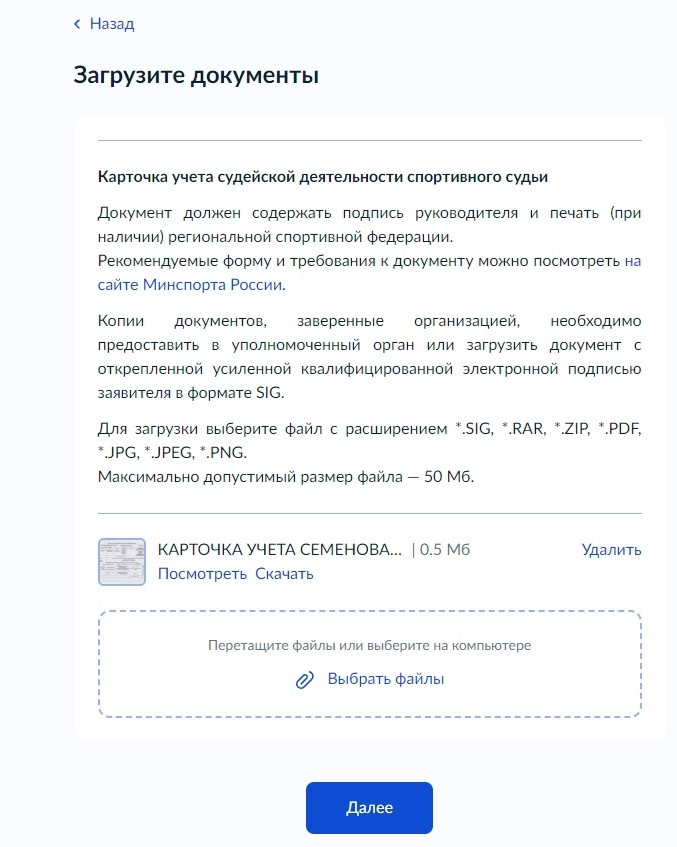 Назад
Загрузите документы
Карточка учета судейской деятельности спортивного судьи
Документ должен содержать подпись руководителя и печать (при
наличии) региональной спортивной федерации.
Рекомендуемые форму и требования к документу можно посмотреть на
сайте Минспорта России.
Копии документов, заверенные организацией, необходимо
предоставить в уполномоченный орган или загрузить документ с
открепленной усиленной квалифицированной электронной подписью
заявителя в формате SIG.
Для загрузки выберите файл с расширением *.SIG, *.RAR, *.ZIP, *.PDF,
*.JPG, *.JPEG, *.PNG.
Максимально допустимый размер файла — 50 Мб.
КАРТОЧКА УЧЕТА СЕМЕНОВА... | 0.5 Мб Удалить
Посмотреть Скачать
Перетащите файлы или выберите на компьютере
Выбрать файлы
Далее